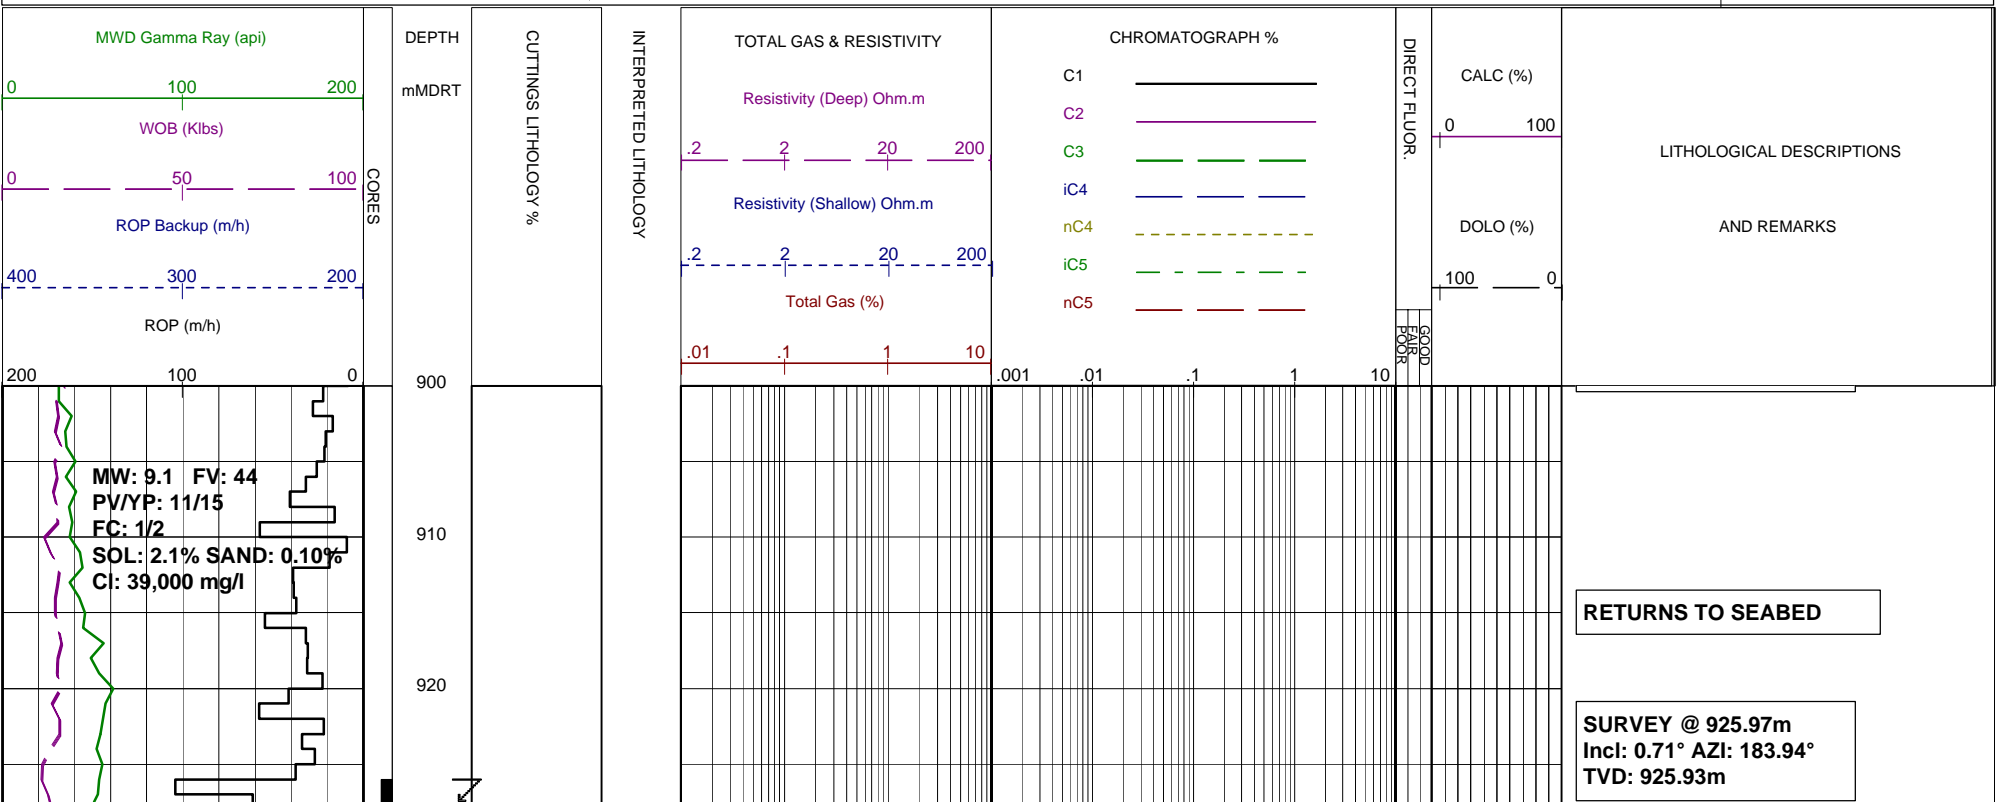 MWD Gamma Ray (api)
0 100 200
WOB (Klbs)
0 50 100
ROP Backup (m/h)
400 300 200
ROP (m/h)
200 100 0
CORES
DEPTH
mMDRT
CUTTINGS LITHOLOGY %
INTERPRETED LITHOLOGY
TOTAL GAS & RESISTIVITY
Resistivity (Deep) Ohm.m
.2 2 20 200
Resistivity (Shallow) Ohm.m
.2 2 20 200
Total Gas (%)
.01 .1 1 10
CHROMATOGRAPH %
C1
C2
C3
iC4
nC4
iC5
nC5
.001 .01 .1 1 10
DIRECT FLUOR.
POOR
FAIR
GOOD
CALC (%)
0 100
DOLO (%)
100 0
LITHOLOGICAL DESCRIPTIONS
AND REMARKS
900
MW: 9.1 FV: 44
PV/YP: 11/15
FC: 1/2
SOL: 2.1% SAND: 0.10%
Cl: 39,000 mg/l
910
920
RETURNS TO SEABED
SURVEY @ 925.97m
Incl: 0.71° AZI: 183.94°
TVD: 925.93m